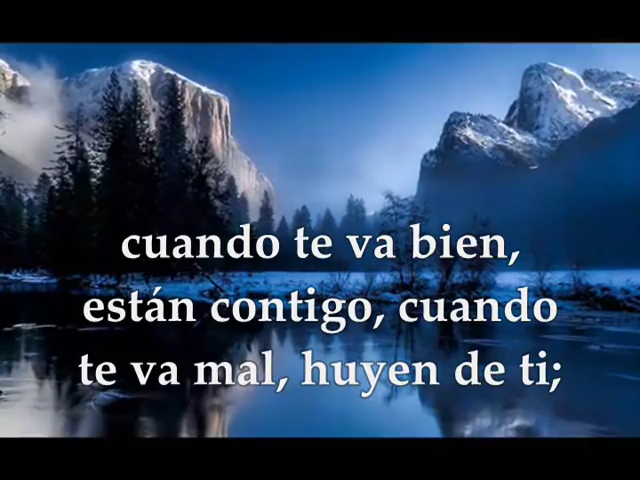 cuando te va bien,
están contigo, cuando
te va mal, huyen de ti;